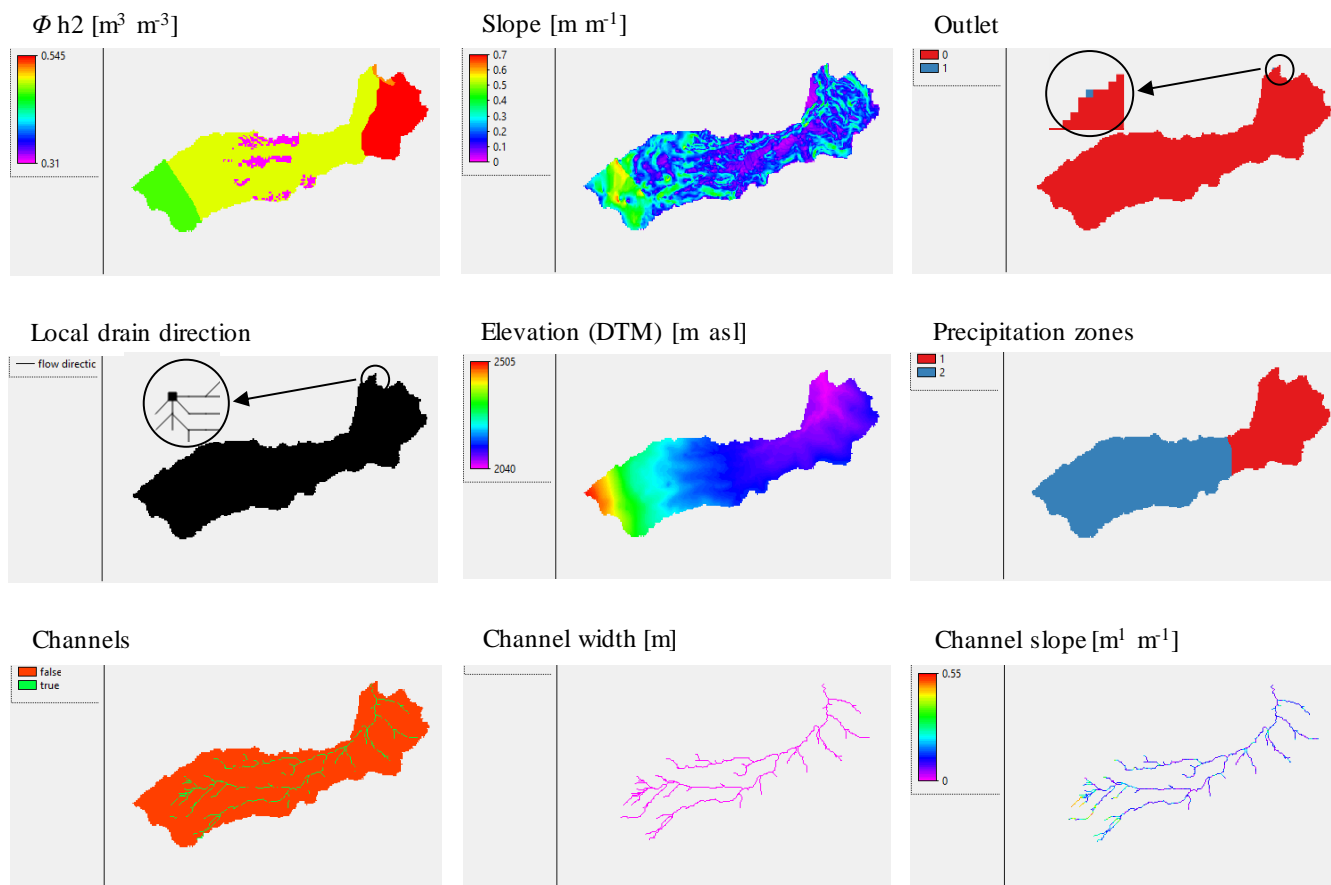 Φ h2 [m³ m⁻³]
0.545
0.31
Slope [m m⁻¹]
0.7
0.6
0.5
0.4
0.3
0.2
0.1
0
Outlet
0
1
Local drain direction
flow directic
Elevation (DTM) [m asl]
2505
2040
Precipitation zones
1
2
Channels
false
true
Channel width [m]
Channel slope [m¹ m⁻¹]
0.55
0